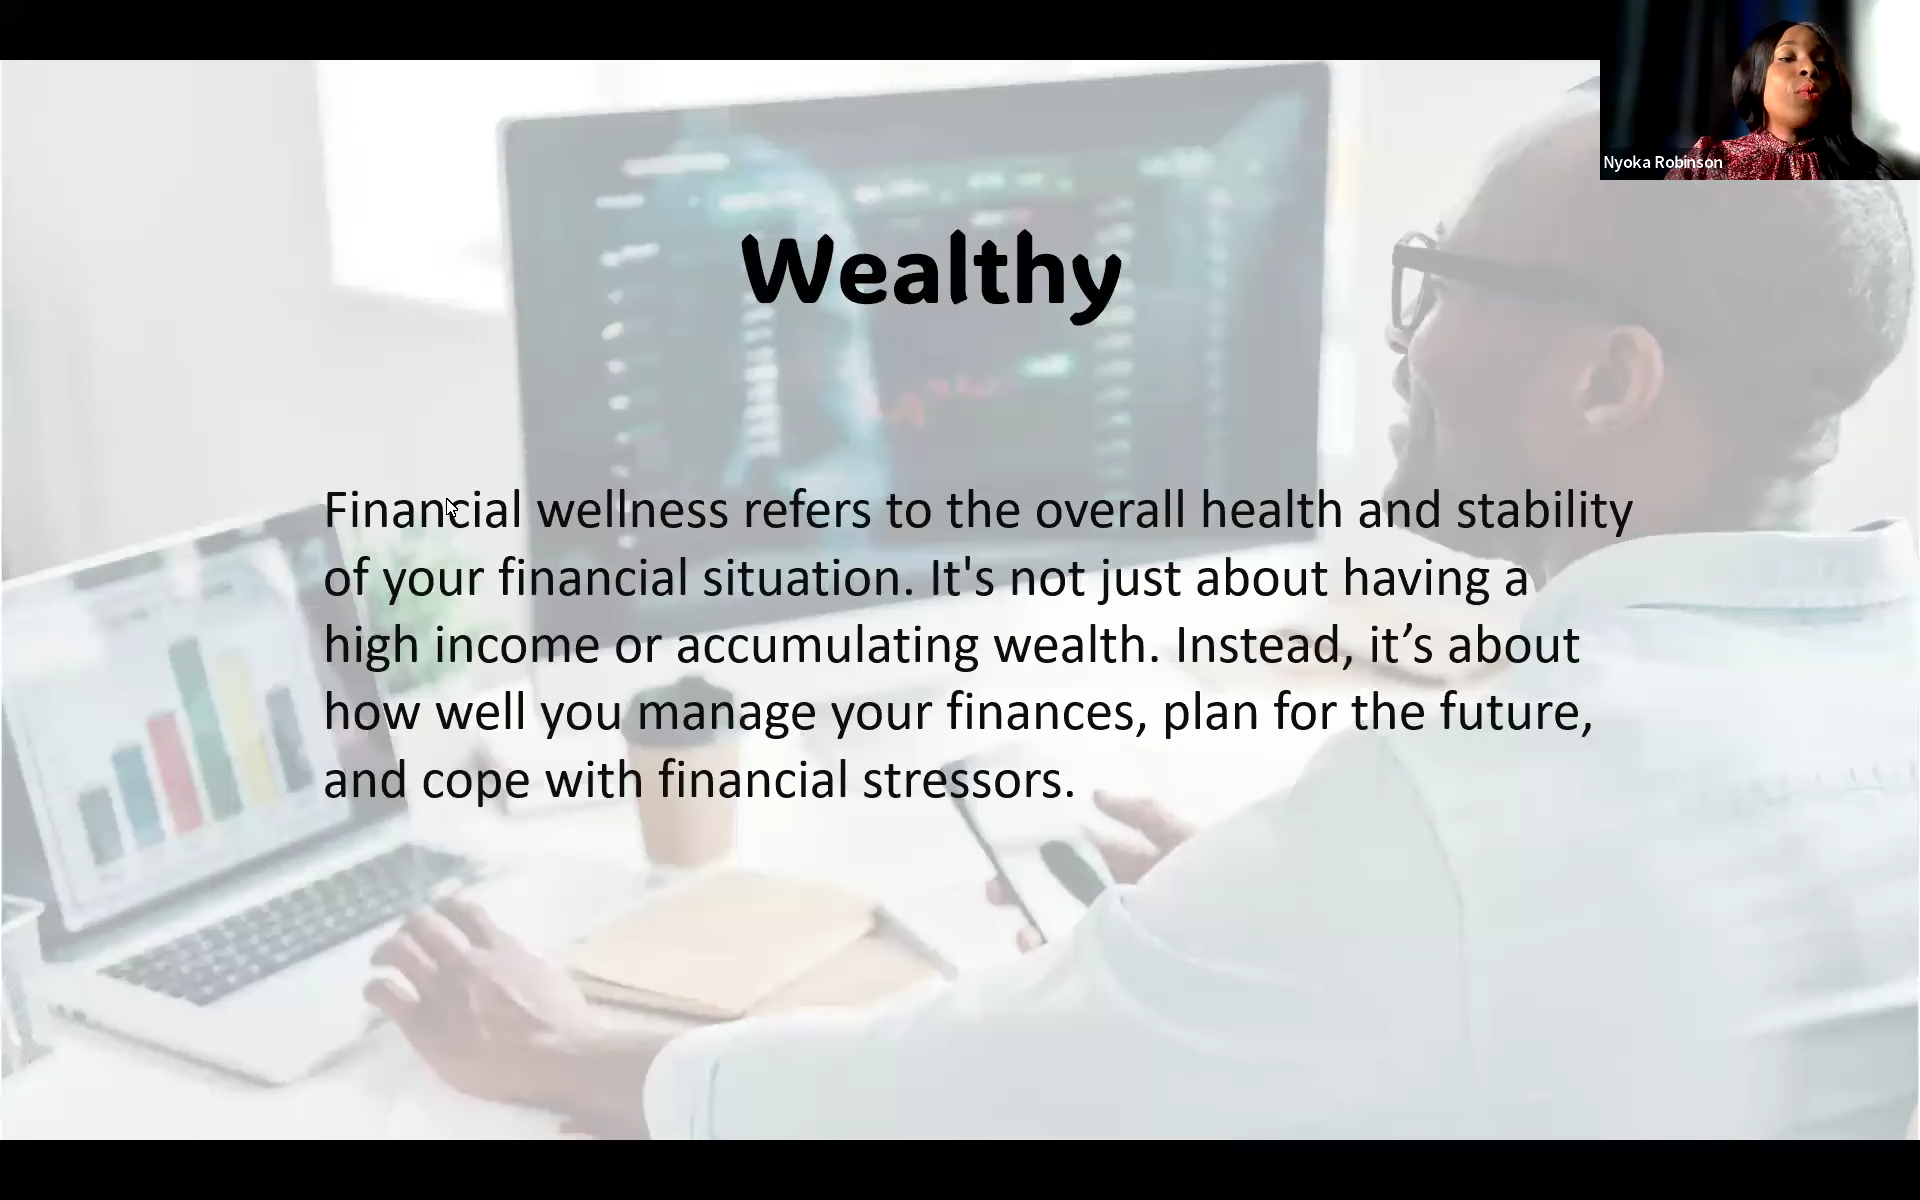 Nyoka Robinson
Wealthy
Financial wellness refers to the overall health and stability
of your financial situation. It's not just about having a
high income or accumulating wealth. Instead, it’s about
how well you manage your finances, plan for the future,
and cope with financial stressors.